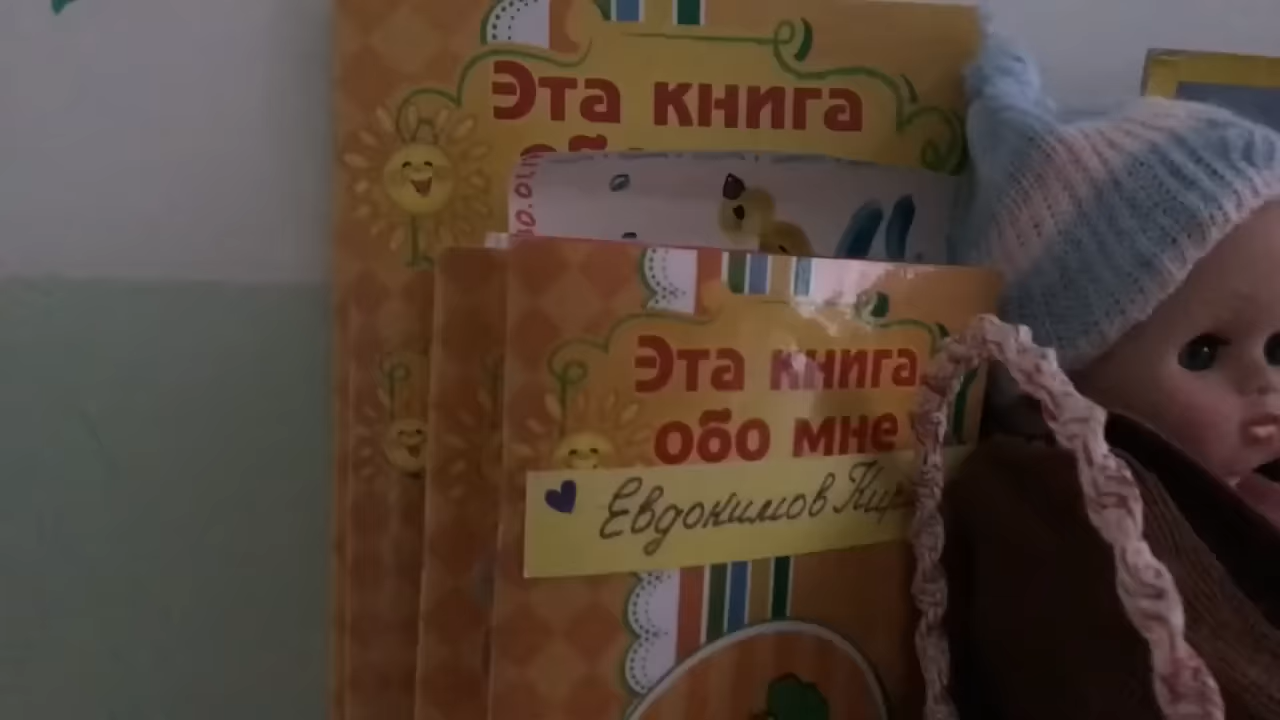 Эта книга
Эта книга
обо мне
Евдокимов